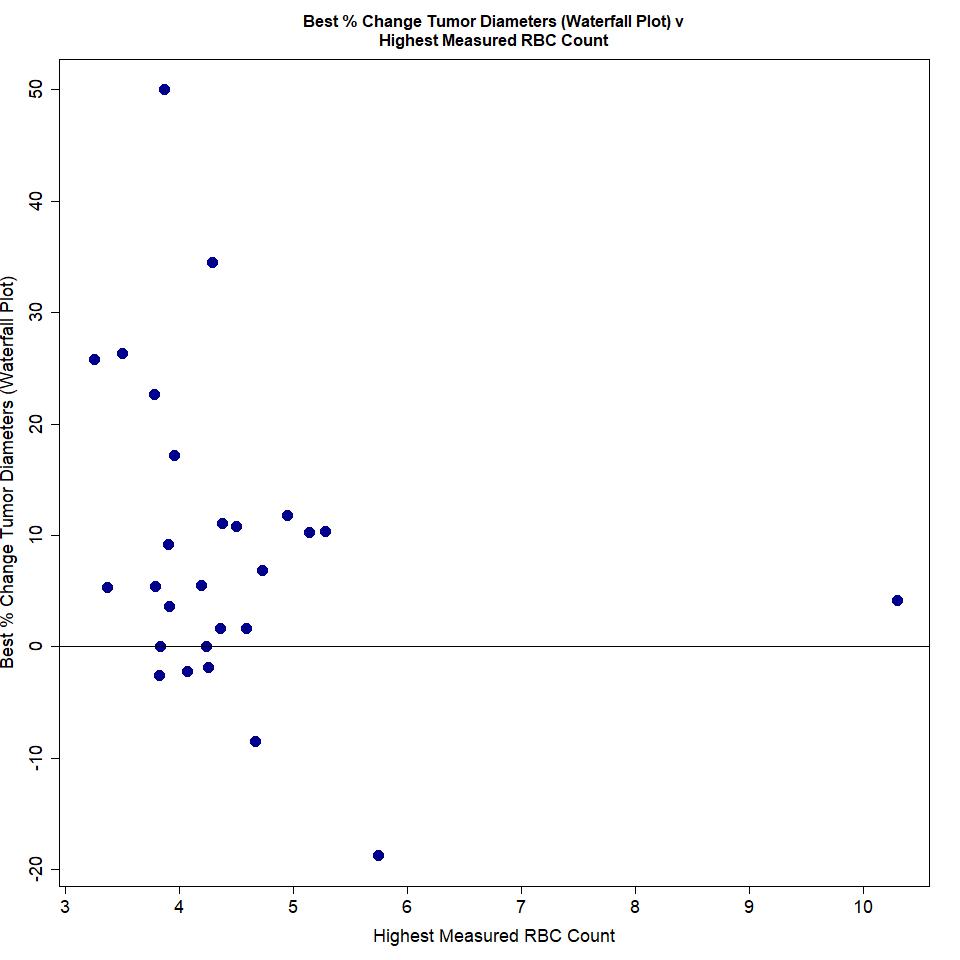 Best % Change Tumor Diameters (Waterfall Plot) v
Highest Measured RBC Count
Best % Change Tumor Diameters (Waterfall Plot)
50
40
30
20
10
0
-10
-20
3 4 5 6 7 8 9 10
Highest Measured RBC Count